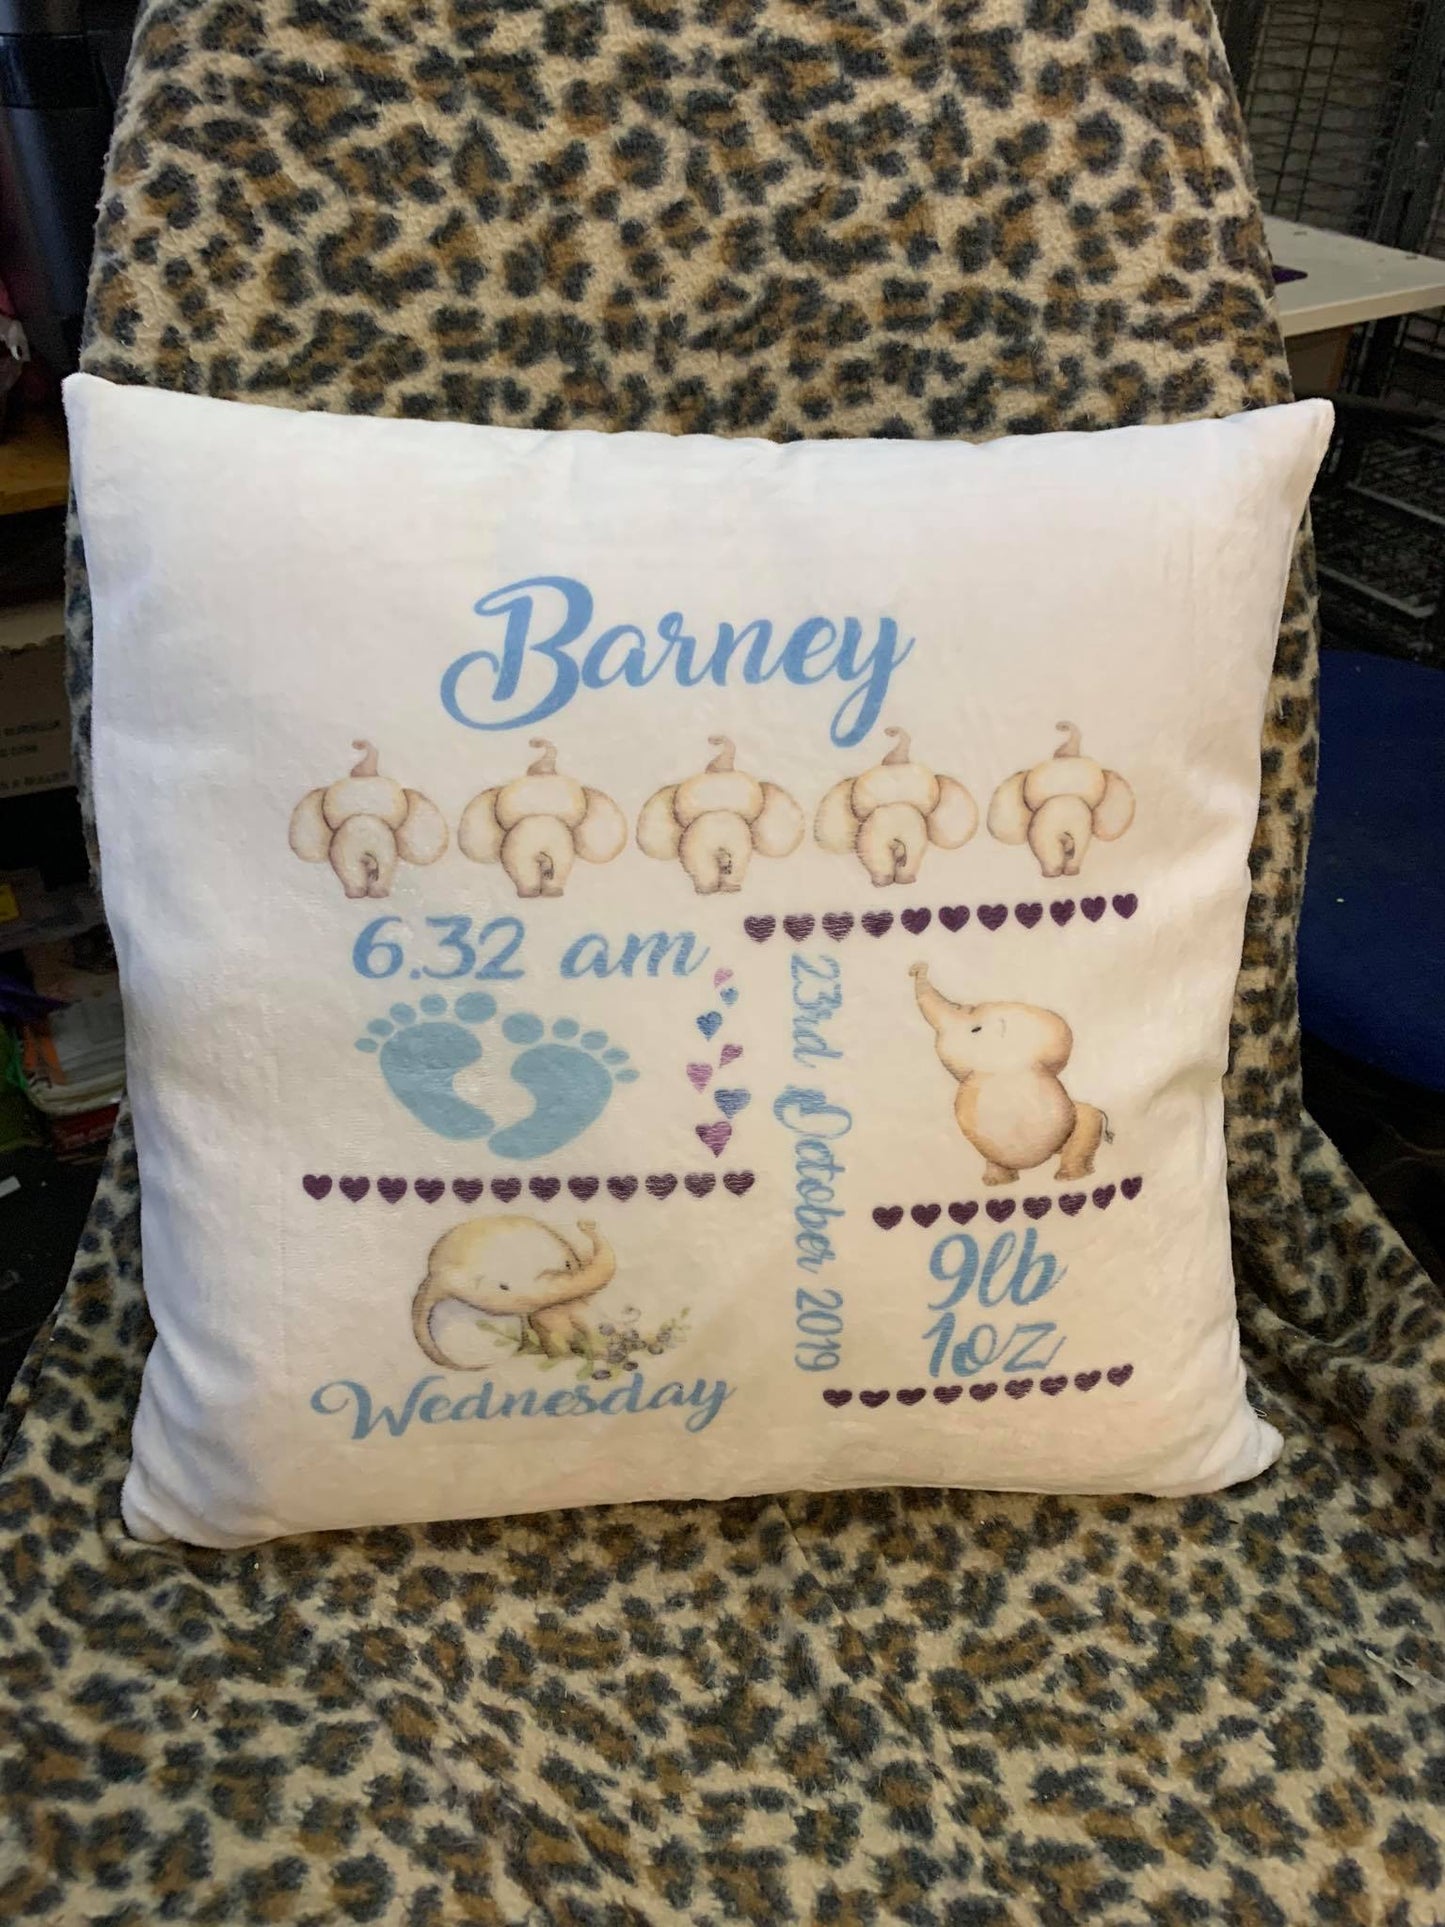 Barney
6.32 am
23rd October 2019
9lb
1oz
Wednesday